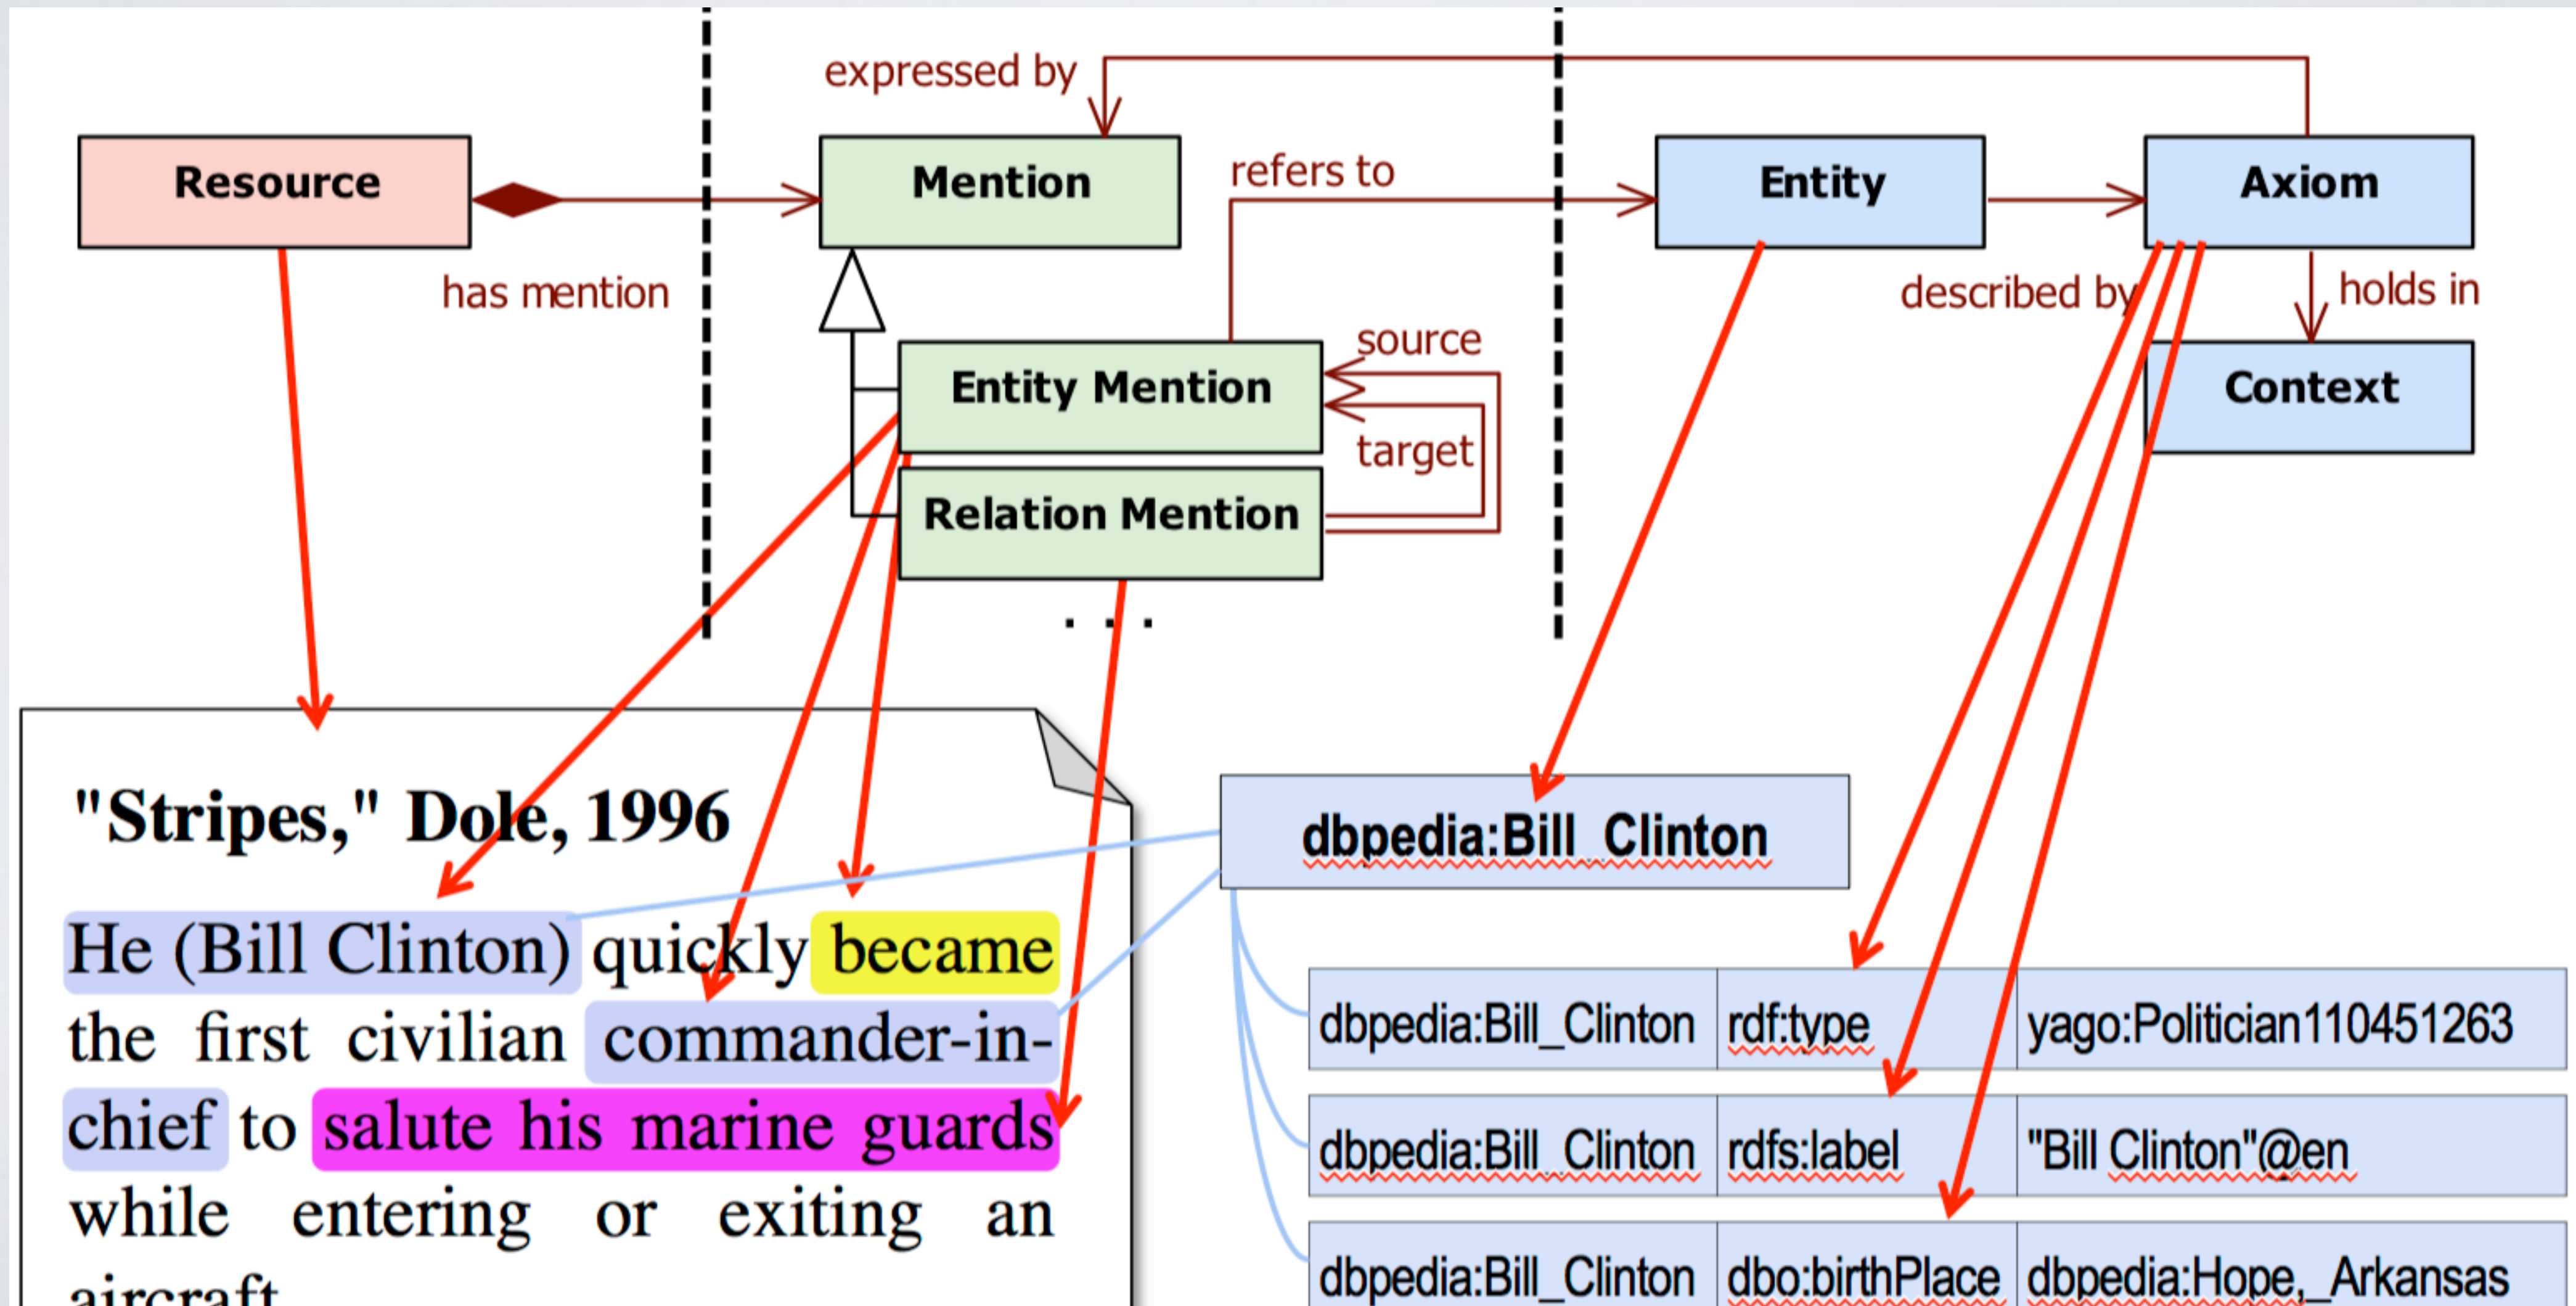 expressed by
Resource
Mention
refers to
Entity
Axiom
has mention
described by
holds in
source
Entity Mention
Context
target
Relation Mention
. . .
"Stripes," Dole, 1996
He (Bill Clinton) quickly became
the first civilian commander-in-
chief to salute his marine guards
while entering or exiting an
aircraft
dbpedia:Bill_Clinton
dbpedia:Bill_Clinton rdf:type yago:Politician110451263
dbpedia:Bill_Clinton rdfs:label "Bill Clinton"@en
dbpedia:Bill_Clinton dbo:birthPlace dbpedia:Hope,_Arkansas